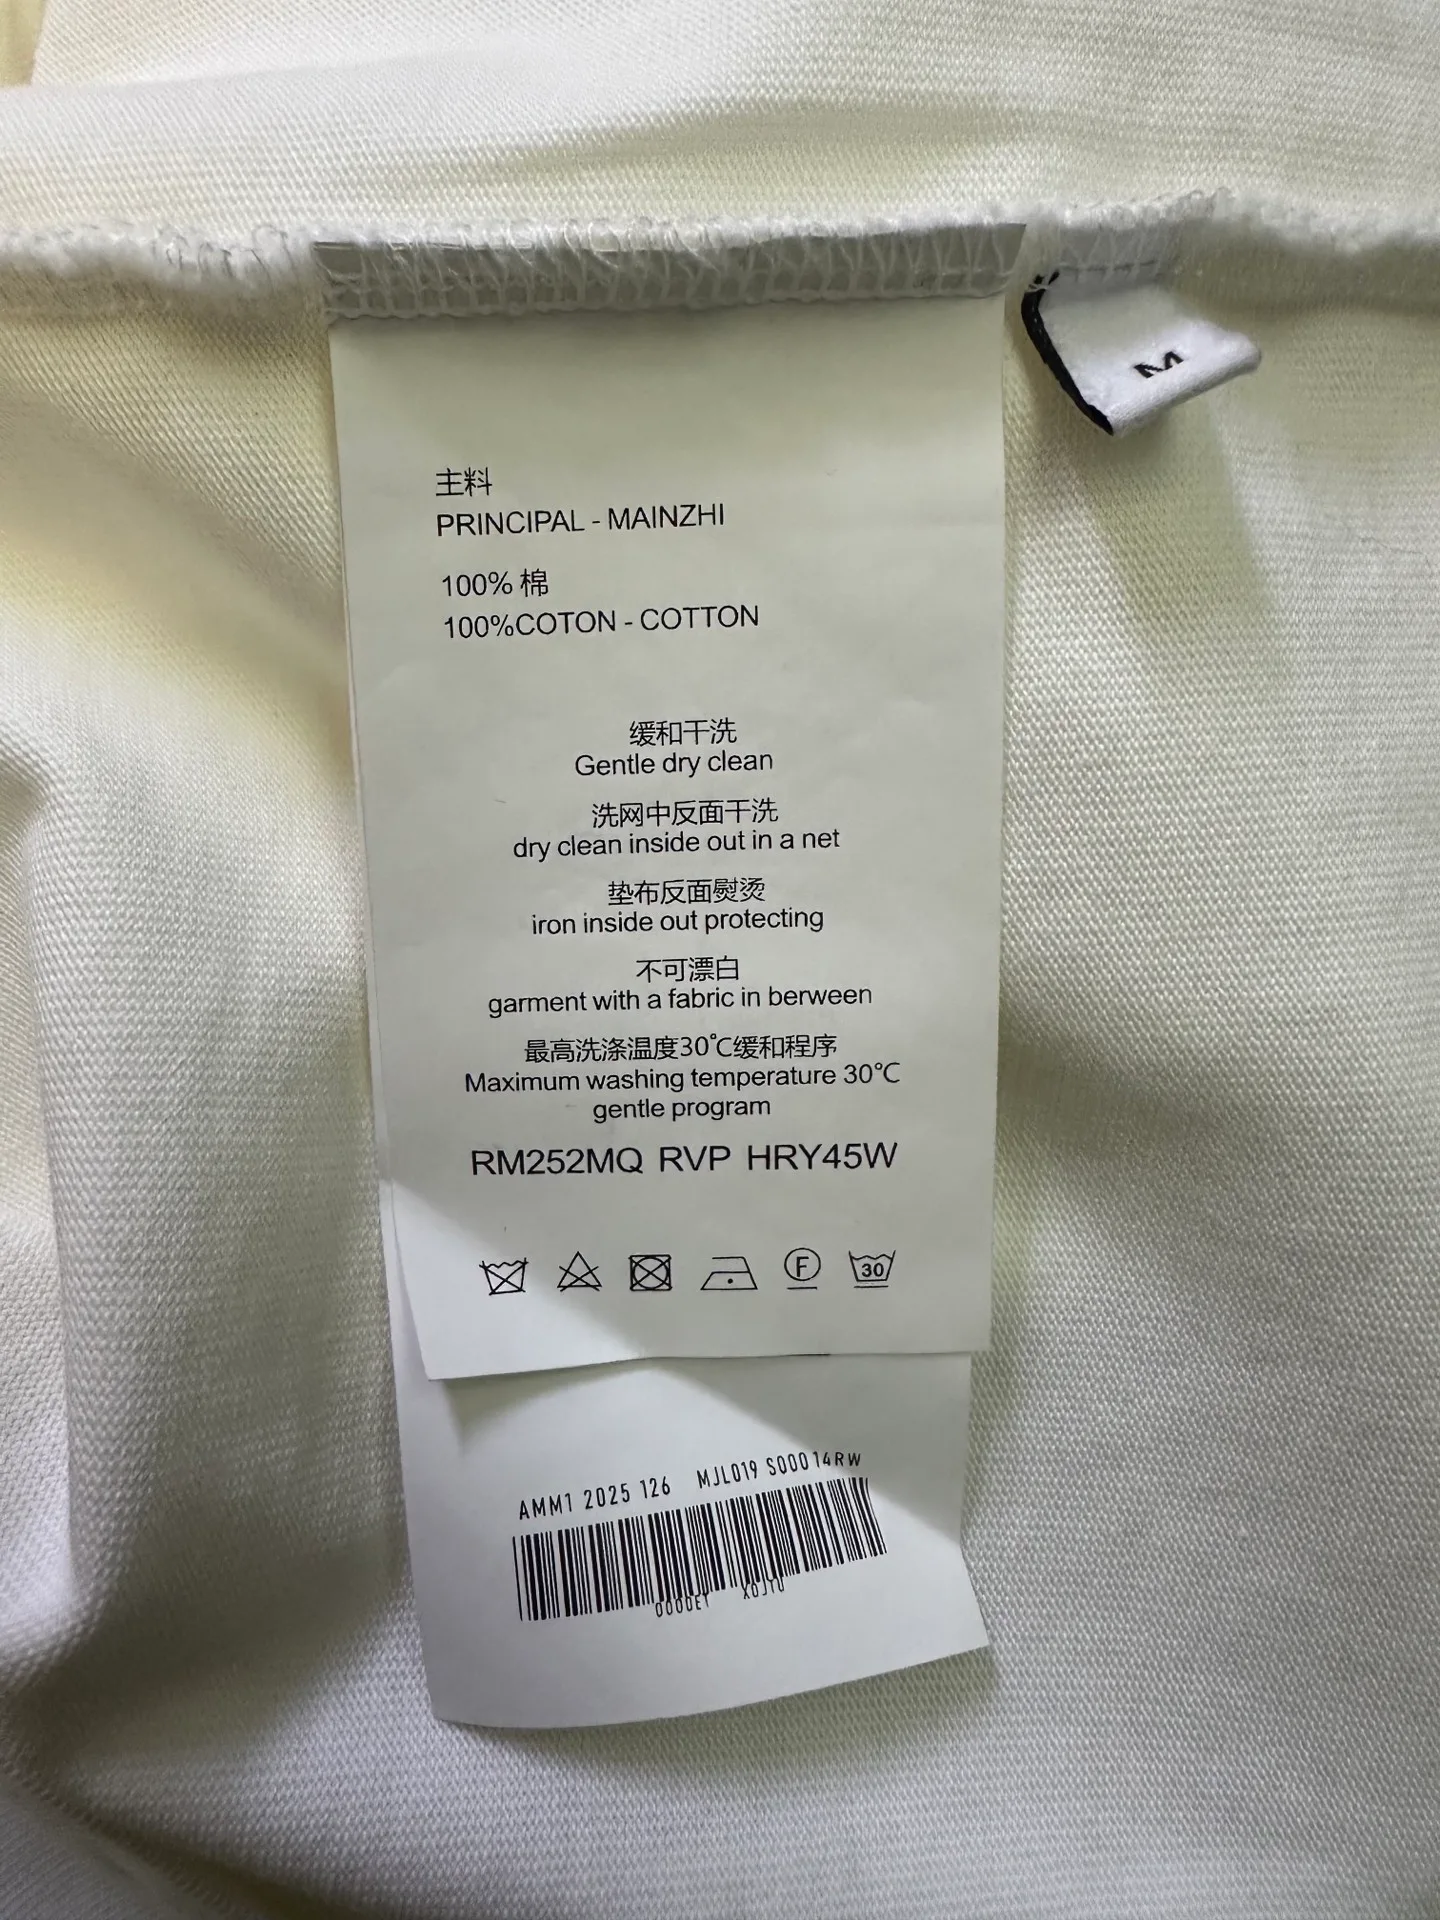 M
主料
PRINCIPAL - MAINZHI
100% 棉
100%COTON - COTTON
缓和干洗
Gentle dry clean
洗网中反面干洗
dry clean inside out in a net
垫布反面熨烫
iron inside out protecting
不可漂白
garment with a fabric in berween
最高洗涤温度30℃缓和程序
Maximum washing temperature 30℃
gentle program
RM252MQ RVP HRY45W
F 30
AMM1 2025 126 MJL019 S00014RW